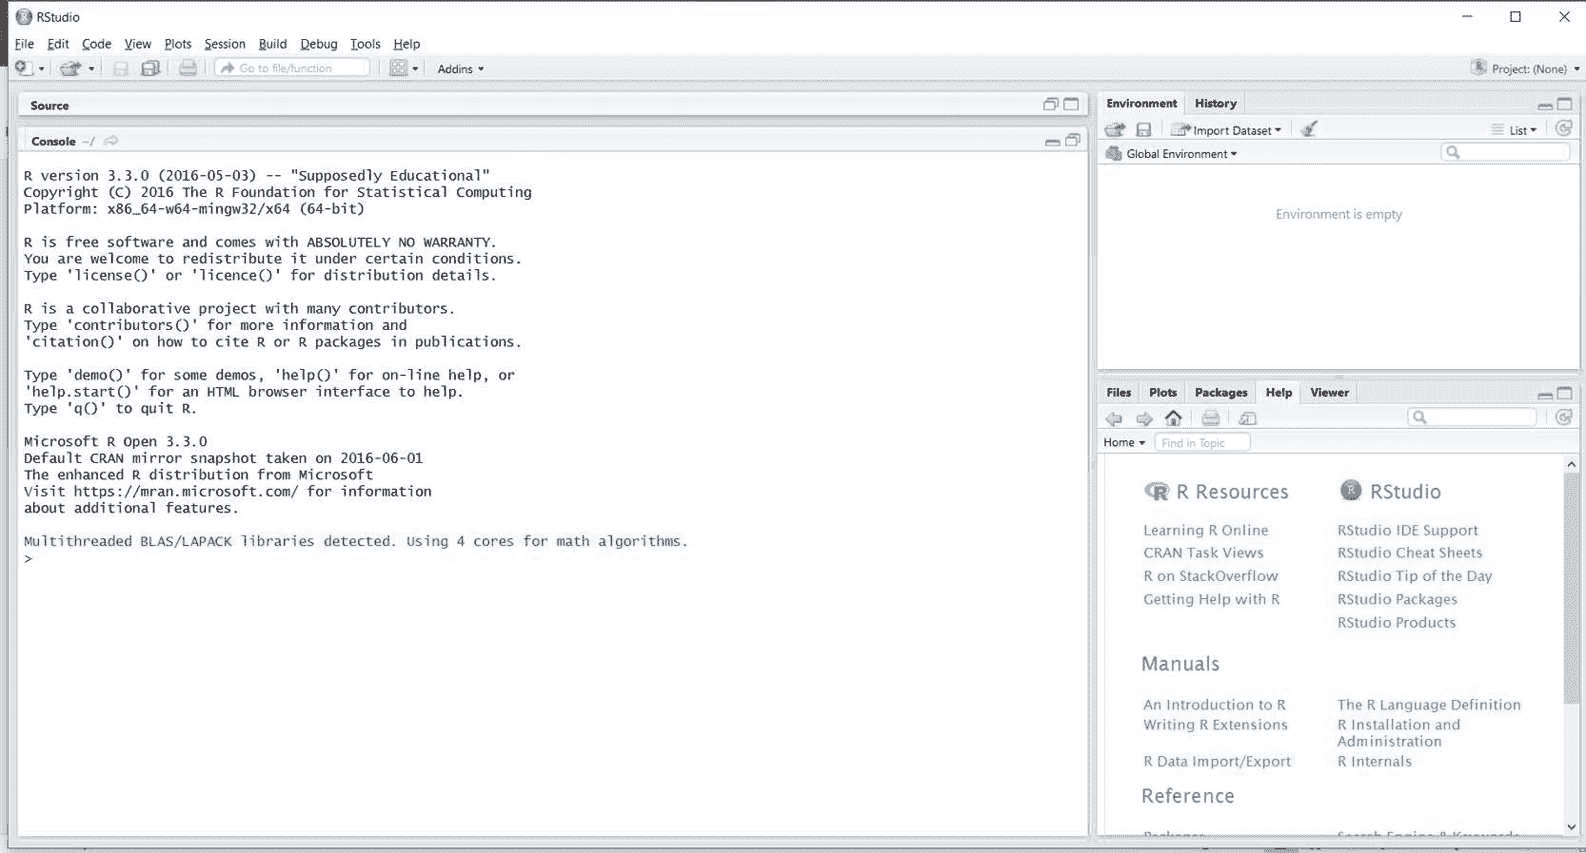 RStudio
File Edit Code View Plots Session Build Debug Tools Help
Go to file/function Addins Project: (None)
Source
Console ~/
R version 3.3.0 (2016-05-03) -- "Supposedly Educational"
Copyright (C) 2016 The R Foundation for Statistical Computing
Platform: x86_64-w64-mingw32/x64 (64-bit)
R is free software and comes with ABSOLUTELY NO WARRANTY.
You are welcome to redistribute it under certain conditions.
Type 'license()' or 'licence()' for distribution details.
R is a collaborative project with many contributors.
Type 'contributors()' for more information and
'citation()' on how to cite R or R packages in publications.
Type 'demo()' for some demos, 'help()' for on-line help, or
'help.start()' for an HTML browser interface to help.
Type 'q()' to quit R.
Microsoft R Open 3.3.0
Default CRAN mirror snapshot taken on 2016-06-01
The enhanced R distribution from Microsoft
Visit https://mran.microsoft.com/ for information
about additional features.
Multithreaded BLAS/LAPACK libraries detected. Using 4 cores for math algorithms.
>
Environment History
Import Dataset List
Global Environment
Environment is empty
Files Plots Packages Help Viewer
Home Find in Topic
R Resources RStudio
Learning R Online RStudio IDE Support
CRAN Task Views RStudio Cheat Sheets
R on StackOverflow RStudio Tip of the Day
Getting Help with R RStudio Packages
RStudio Products
Manuals
An Introduction to R The R Language Definition
Writing R Extensions R Installation and
Administration
R Data Import/Export R Internals
Reference
Packages Search Engine & Keywords